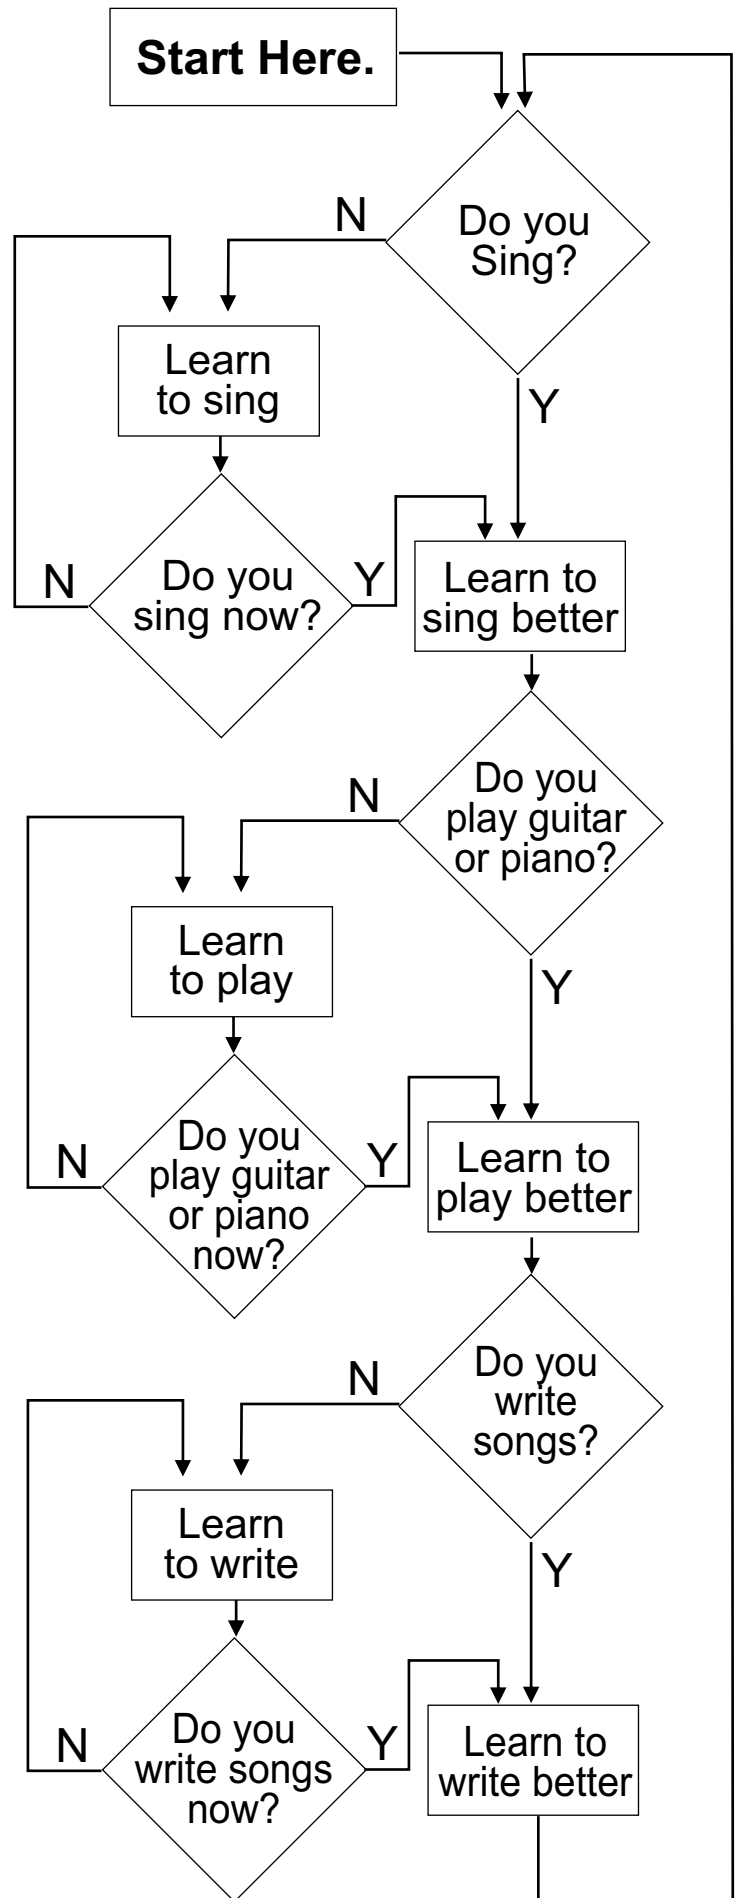 Start Here.
Do you
Sing?
N
Y
Learn
to sing
Do you
sing now?
N
Y
Learn to
sing better
Do you
play guitar
or piano?
N
Y
Learn
to play
Do you
play guitar
or piano
now?
N
Y
Learn to
play better
Do you
write
songs?
N
Y
Learn
to write
Do you
write songs
now?
N
Y
Learn to
write better